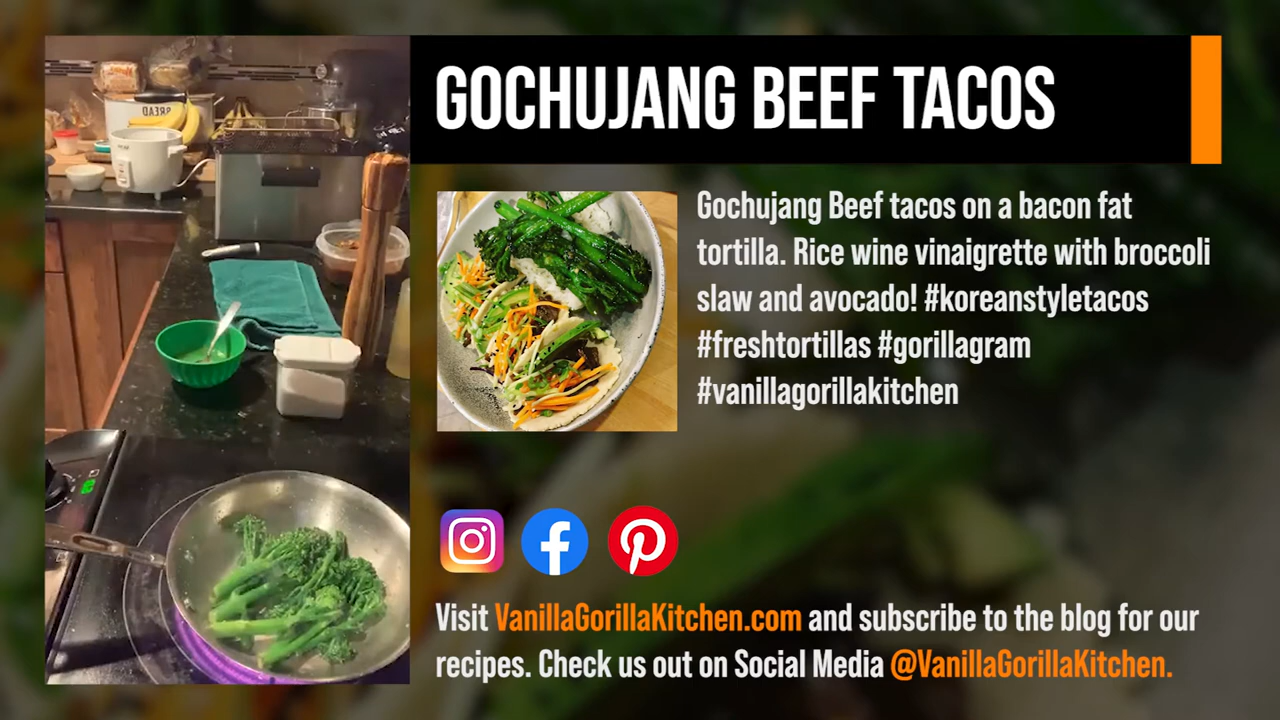 GOCHUJANG BEEF TACOS
BREAD
Gochujang Beef tacos on a bacon fat
tortilla. Rice wine vinaigrette with broccoli
slaw and avocado! #koreanstyletacos
#freshtortillas #gorillagram
#vanillagorillakitchen
Visit VanillaGorillaKitchen.com and subscribe to the blog for our
recipes. Check us out on Social Media @VanillaGorillaKitchen.